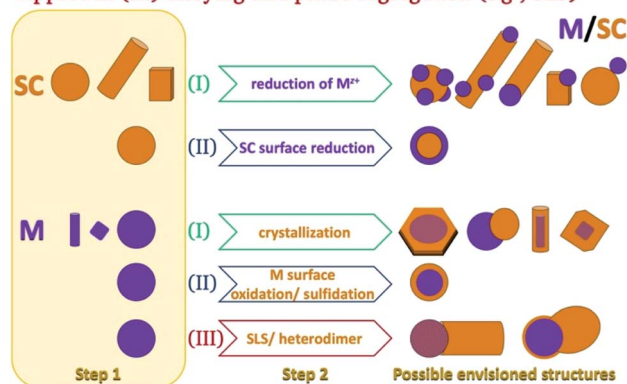 M/SC
SC (I) reduction of Mᶻ⁺
(II) SC surface reduction
M (I) crystallization
(II) M surface
oxidation/ sulfidation
(III) SLS/ heterodimer
Step 1 Step 2 Possible envisioned structures